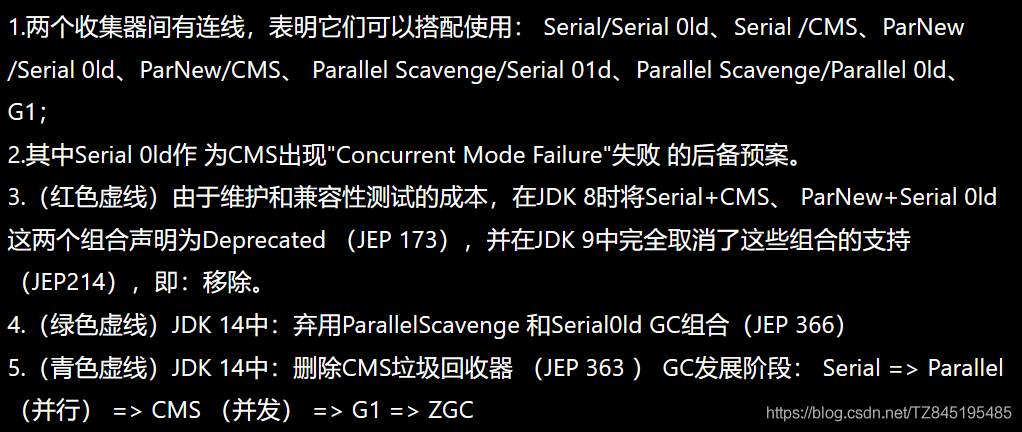 1.两个收集器间有连线，表明它们可以搭配使用： Serial/Serial 0ld、Serial /CMS、ParNew
/Serial 0ld、ParNew/CMS、 Parallel Scavenge/Serial 01d、Parallel Scavenge/Parallel 0ld、
G1；
2.其中Serial 0ld作 为CMS出现"Concurrent Mode Failure"失败 的后备预案。
3.（红色虚线）由于维护和兼容性测试的成本，在JDK 8时将Serial+CMS、 ParNew+Serial 0ld
这两个组合声明为Deprecated （JEP 173），并在JDK 9中完全取消了这些组合的支持
（JEP214），即：移除。
4.（绿色虚线）JDK 14中：弃用ParallelScavenge 和Serial0ld GC组合（JEP 366）
5.（青色虚线）JDK 14中：删除CMS垃圾回收器 （JEP 363 ） GC发展阶段： Serial => Parallel
（并行） => CMS （并发） => G1 => ZGC
https://blog.csdn.net/TZ845195485